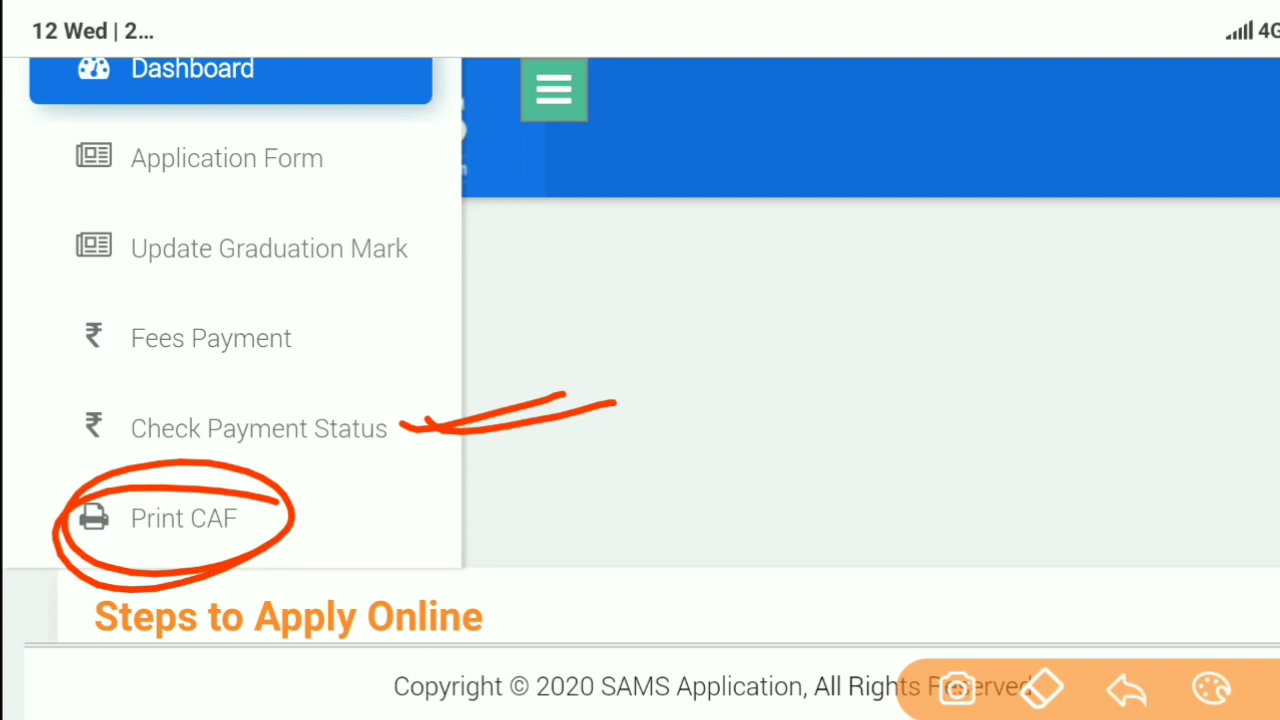 12 Wed | 2...
4G
Dashboard
Application Form
Update Graduation Mark
Fees Payment
Check Payment Status
Print CAF
Steps to Apply Online
Copyright © 2020 SAMS Application, All Rights Reserved